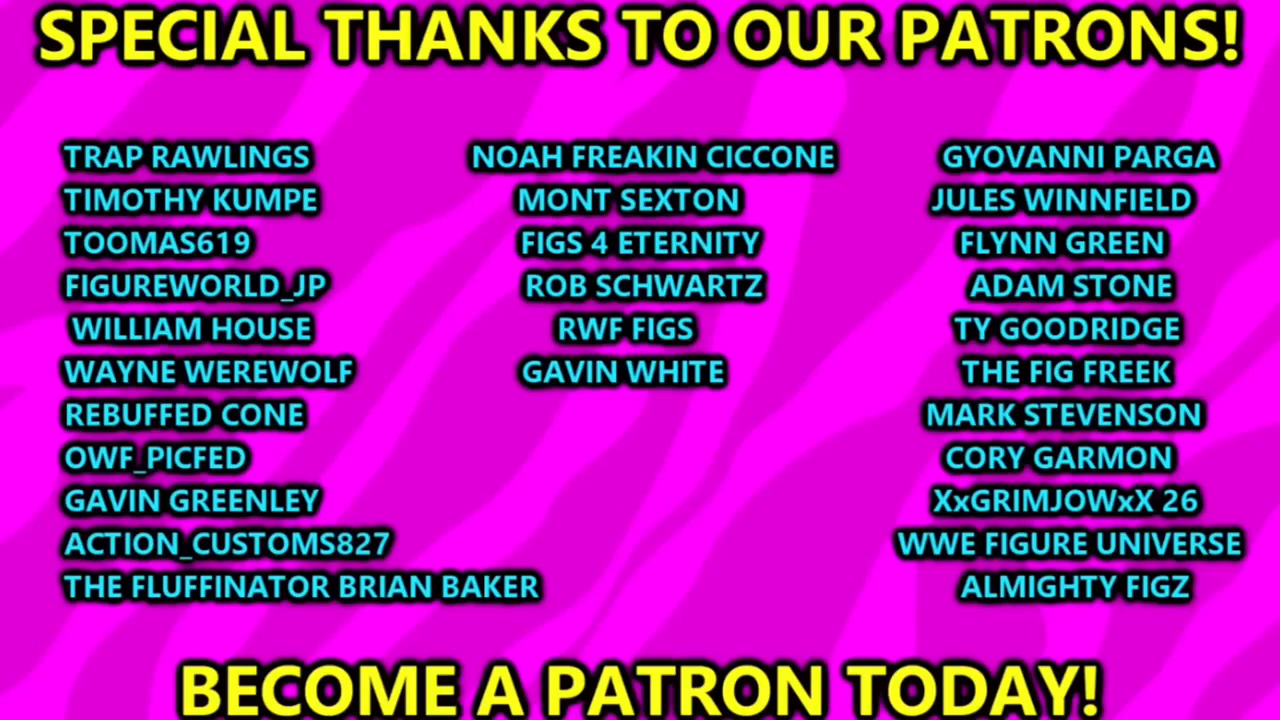 SPECIAL THANKS TO OUR PATRONS!
TRAP RAWLINGS
TIMOTHY KUMPE
TOOMAS619
FIGUREWORLD_JP
WILLIAM HOUSE
WAYNE WEREWOLF
REBUFFED CONE
OWF_PICFED
GAVIN GREENLEY
ACTION_CUSTOMS827
THE FLUFFINATOR BRIAN BAKER
NOAH FREAKIN CICCONE
MONT SEXTON
FIGS 4 ETERNITY
ROB SCHWARTZ
RWF FIGS
GAVIN WHITE
GYOVANNI PARGA
JULES WINNFIELD
FLYNN GREEN
ADAM STONE
TY GOODRIDGE
THE FIG FREEK
MARK STEVENSON
CORY GARMON
XxGRIMJOWxX 26
WWE FIGURE UNIVERSE
ALMIGHTY FIGZ
BECOME A PATRON TODAY!